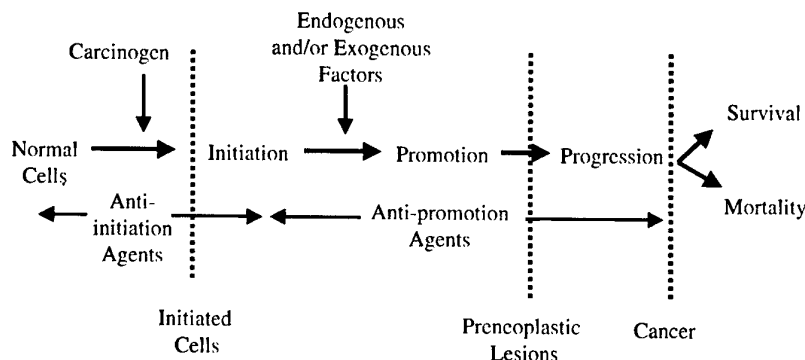 Endogenous
and/or Exogenous
Factors
Carcinogen
Survival
Normal
Cells
Initiation
Promotion
Progression
Mortality
Anti-
initiation
Agents
Anti-promotion
Agents
Initiated
Cells
Prencoplastic
Lesions
Cancer